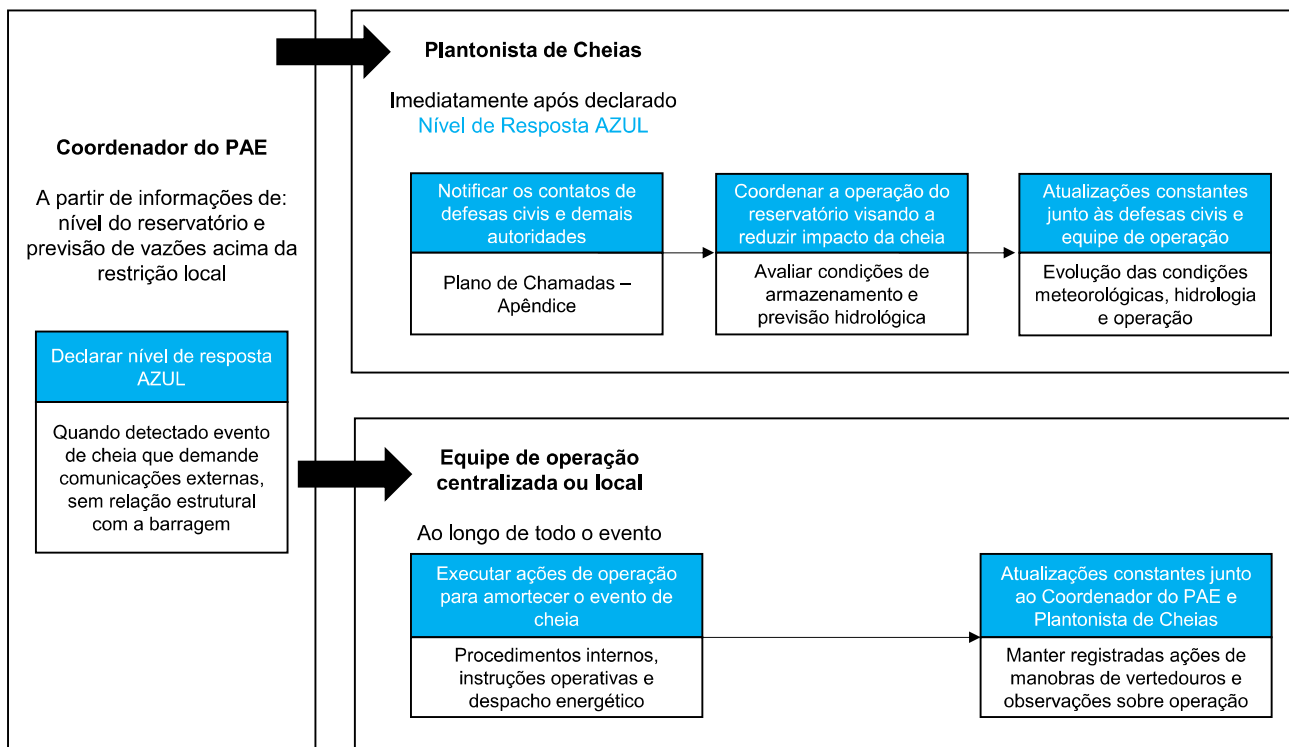 Coordenador do PAE
A partir de informações de:
nível do reservatório e
previsão de vazões acima da
restrição local
Declarar nível de resposta
AZUL
Quando detectado evento
de cheia que demande
comunicações externas,
sem relação estrutural
com a barragem
Plantonista de Cheias
Imediatamente após declarado
Nível de Resposta AZUL
Notificar os contatos de
defesas civis e demais
autoridades
Plano de Chamadas –
Apêndice
Coordenar a operação do
reservatório visando a
reduzir impacto da cheia
Avaliar condições de
armazenamento e
previsão hidrológica
Atualizações constantes
junto às defesas civis e
equipe de operação
Evolução das condições
meteorológicas, hidrologia
e operação
Equipe de operação
centralizada ou local
Ao longo de todo o evento
Executar ações de operação
para amortecer o evento de
cheia
Procedimentos internos,
instruções operativas e
despacho energético
Atualizações constantes junto
ao Coordenador do PAE e
Plantonista de Cheias
Manter registradas ações de
manobras de vertedouros e
observações sobre operação